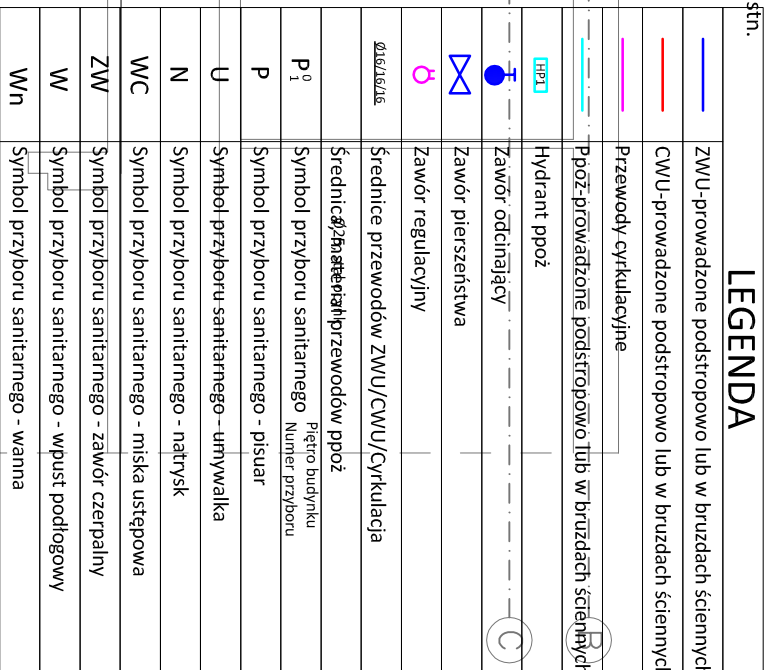 stn.
LEGENDA
ZWU-prowadzone podstropowo lub w bruzdach ściennych
CWU-prowadzone podstropowo lub w bruzdach ściennyc
Przewody cyrkulacyjne
Ppoż-prowadzone podstropowo lub w bruzdach ściennyc
HP1 Hydrant ppoż
Zawór odcinający
Zawór pierszeństwa
Zawór regulacyjny
Ø16/16/16 Średnice przewodów ZWU/CWU/Cyrkulacja
Średnica, materiał przewodów ppoż
P 0 1 Symbol przyboru sanitarnego Piętro budynku
Numer przyboru
P Symbol przyboru sanitarnego - pisuar
U Symbol przyboru sanitarnego - umywalka
N Symbol przyboru sanitarnego - natrysk
WC Symbol przyboru sanitarnego - miska ustępowa
ZW Symbol przyboru sanitarnego - zawór czerpalny
W Symbol przyboru sanitarnego - wpust podłogowy
Wn Symbol przyboru sanitarnego - wanna
B
C